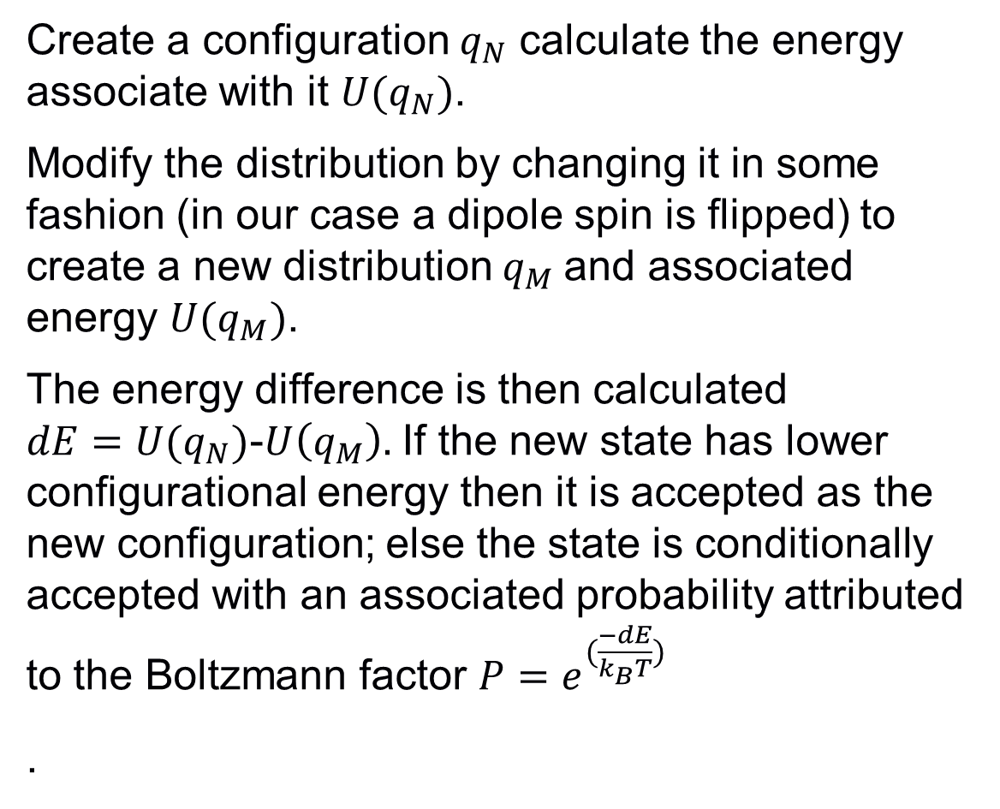 Create a configuration q_N calculate the energy
associate with it U(q_N).
Modify the distribution by changing it in some
fashion (in our case a dipole spin is flipped) to
create a new distribution q_M and associated
energy U(q_M).
The energy difference is then calculated
dE = U(q_N)-U(q_M). If the new state has lower
configurational energy then it is accepted as the
new configuration; else the state is conditionally
accepted with an associated probability attributed
to the Boltzmann factor P = e^(\frac{-dE}{k_B T})
.